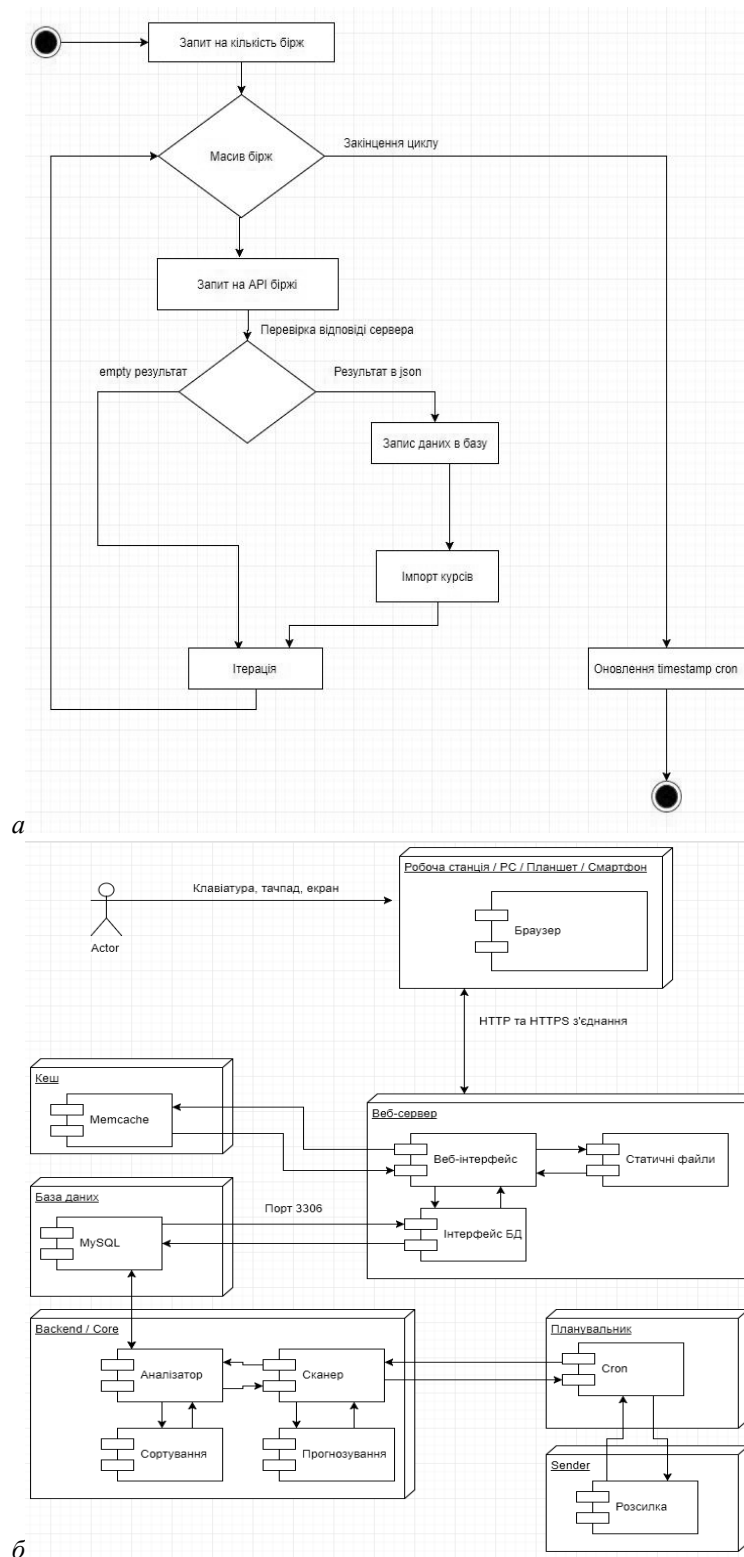 Запит на кількість бірж
Масив бірж
Закінцення циклу
Запит на API біржі
Перевірка відповіді сервера
empty результат
Результат в json
Запис даних в базу
Імпорт курсів
Ітерація
Оновлення timestamp cron
а
Робоча станція / PC / Планшет / Смартфон
Клавіатура, тачпад, екран
Браузер
Actor
HTTP та HTTPS з'єднання
Кеш
Memcache
Веб-сервер
Веб-інтерфейс
Статичні файли
База даних
Порт 3306
MySQL
Інтерфейс БД
Backend / Core
Планувальник
Аналізатор
Сканер
Cron
Сортування
Прогнозування
Sender
Розсилка
б